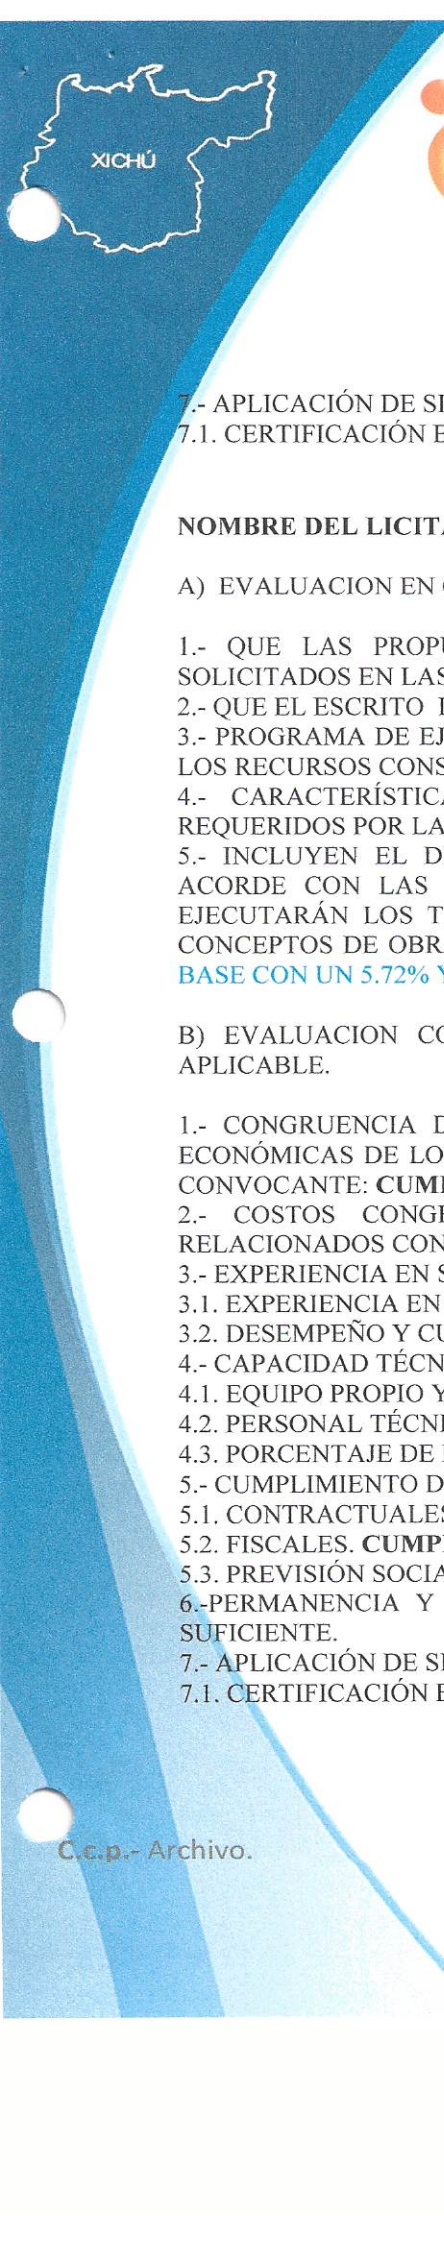 XICHÚ
7.- APLICACIÓN DE SI
7.1. CERTIFICACIÓN E
NOMBRE DEL LICITA
A) EVALUACION EN
1.- QUE LAS PROPU
SOLICITADOS EN LAS
2.- QUE EL ESCRITO
3.- PROGRAMA DE EJ
LOS RECURSOS CONS
4.- CARACTERÍSTICA
REQUERIDOS POR LA
5.- INCLUYEN EL D
ACORDE CON LAS
EJECUTARÁN LOS T
CONCEPTOS DE OBRA
BASE CON UN 5.72% Y
B) EVALUACION CO
APLICABLE.
1.- CONGRUENCIA D
ECONÓMICAS DE LO
CONVOCANTE: CUMP
2.- COSTOS CONGR
RELACIONADOS CON
3.- EXPERIENCIA EN S
3.1. EXPERIENCIA EN
3.2. DESEMPEÑO Y CU
4.- CAPACIDAD TÉCN
4.1. EQUIPO PROPIO Y
4.2. PERSONAL TÉCNI
4.3. PORCENTAJE DE
5.- CUMPLIMIENTO D
5.1. CONTRACTUALES
5.2. FISCALES. CUMPL
5.3. PREVISIÓN SOCIA
6.-PERMANENCIA Y
SUFICIENTE.
7.- APLICACIÓN DE SI
7.1. CERTIFICACIÓN E
C.c.p.- Archivo.